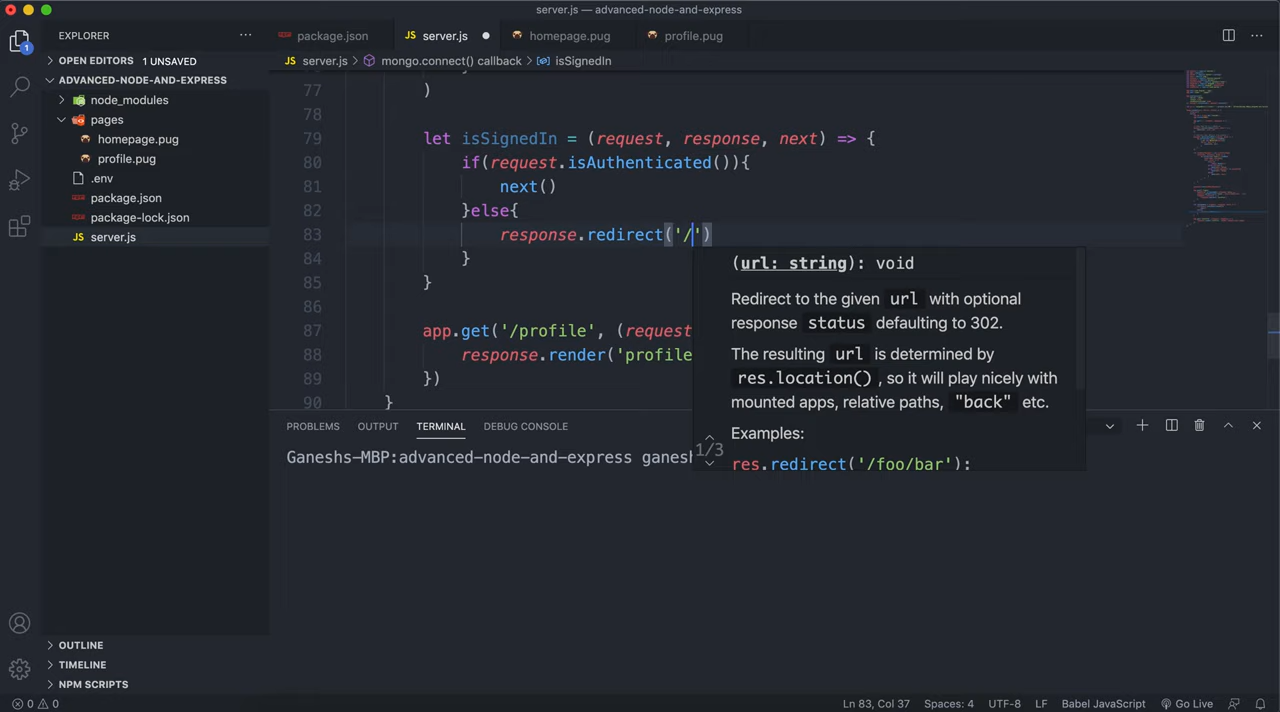 server.js — advanced-node-and-express
EXPLORER
package.json
server.js
homepage.pug
profile.pug
OPEN EDITORS 1 UNSAVED
server.js > mongo.connect() callback > isSignedIn
ADVANCED-NODE-AND-EXPRESS
node_modules
pages
homepage.pug
profile.pug
.env
package.json
package-lock.json
server.js
77 )
78
79 let isSignedIn = (request, response, next) => {
80 if(request.isAuthenticated()){
81 next()
82 }else{
83 response.redirect('/')
84 }
85 }
86
87 app.get('/profile', (request
88 response.render('profile
89 })
90 }
(url: string): void
Redirect to the given url with optional
response status defaulting to 302.
The resulting url is determined by
res.location() , so it will play nicely with
mounted apps, relative paths, "back" etc.
Examples:
res.redirect('/foo/bar');
1/3
PROBLEMS OUTPUT TERMINAL DEBUG CONSOLE
Ganeshs-MBP:advanced-node-and-express ganesh
OUTLINE
TIMELINE
NPM SCRIPTS
0 0
Ln 83, Col 37 Spaces: 4 UTF-8 LF Babel JavaScript Go Live